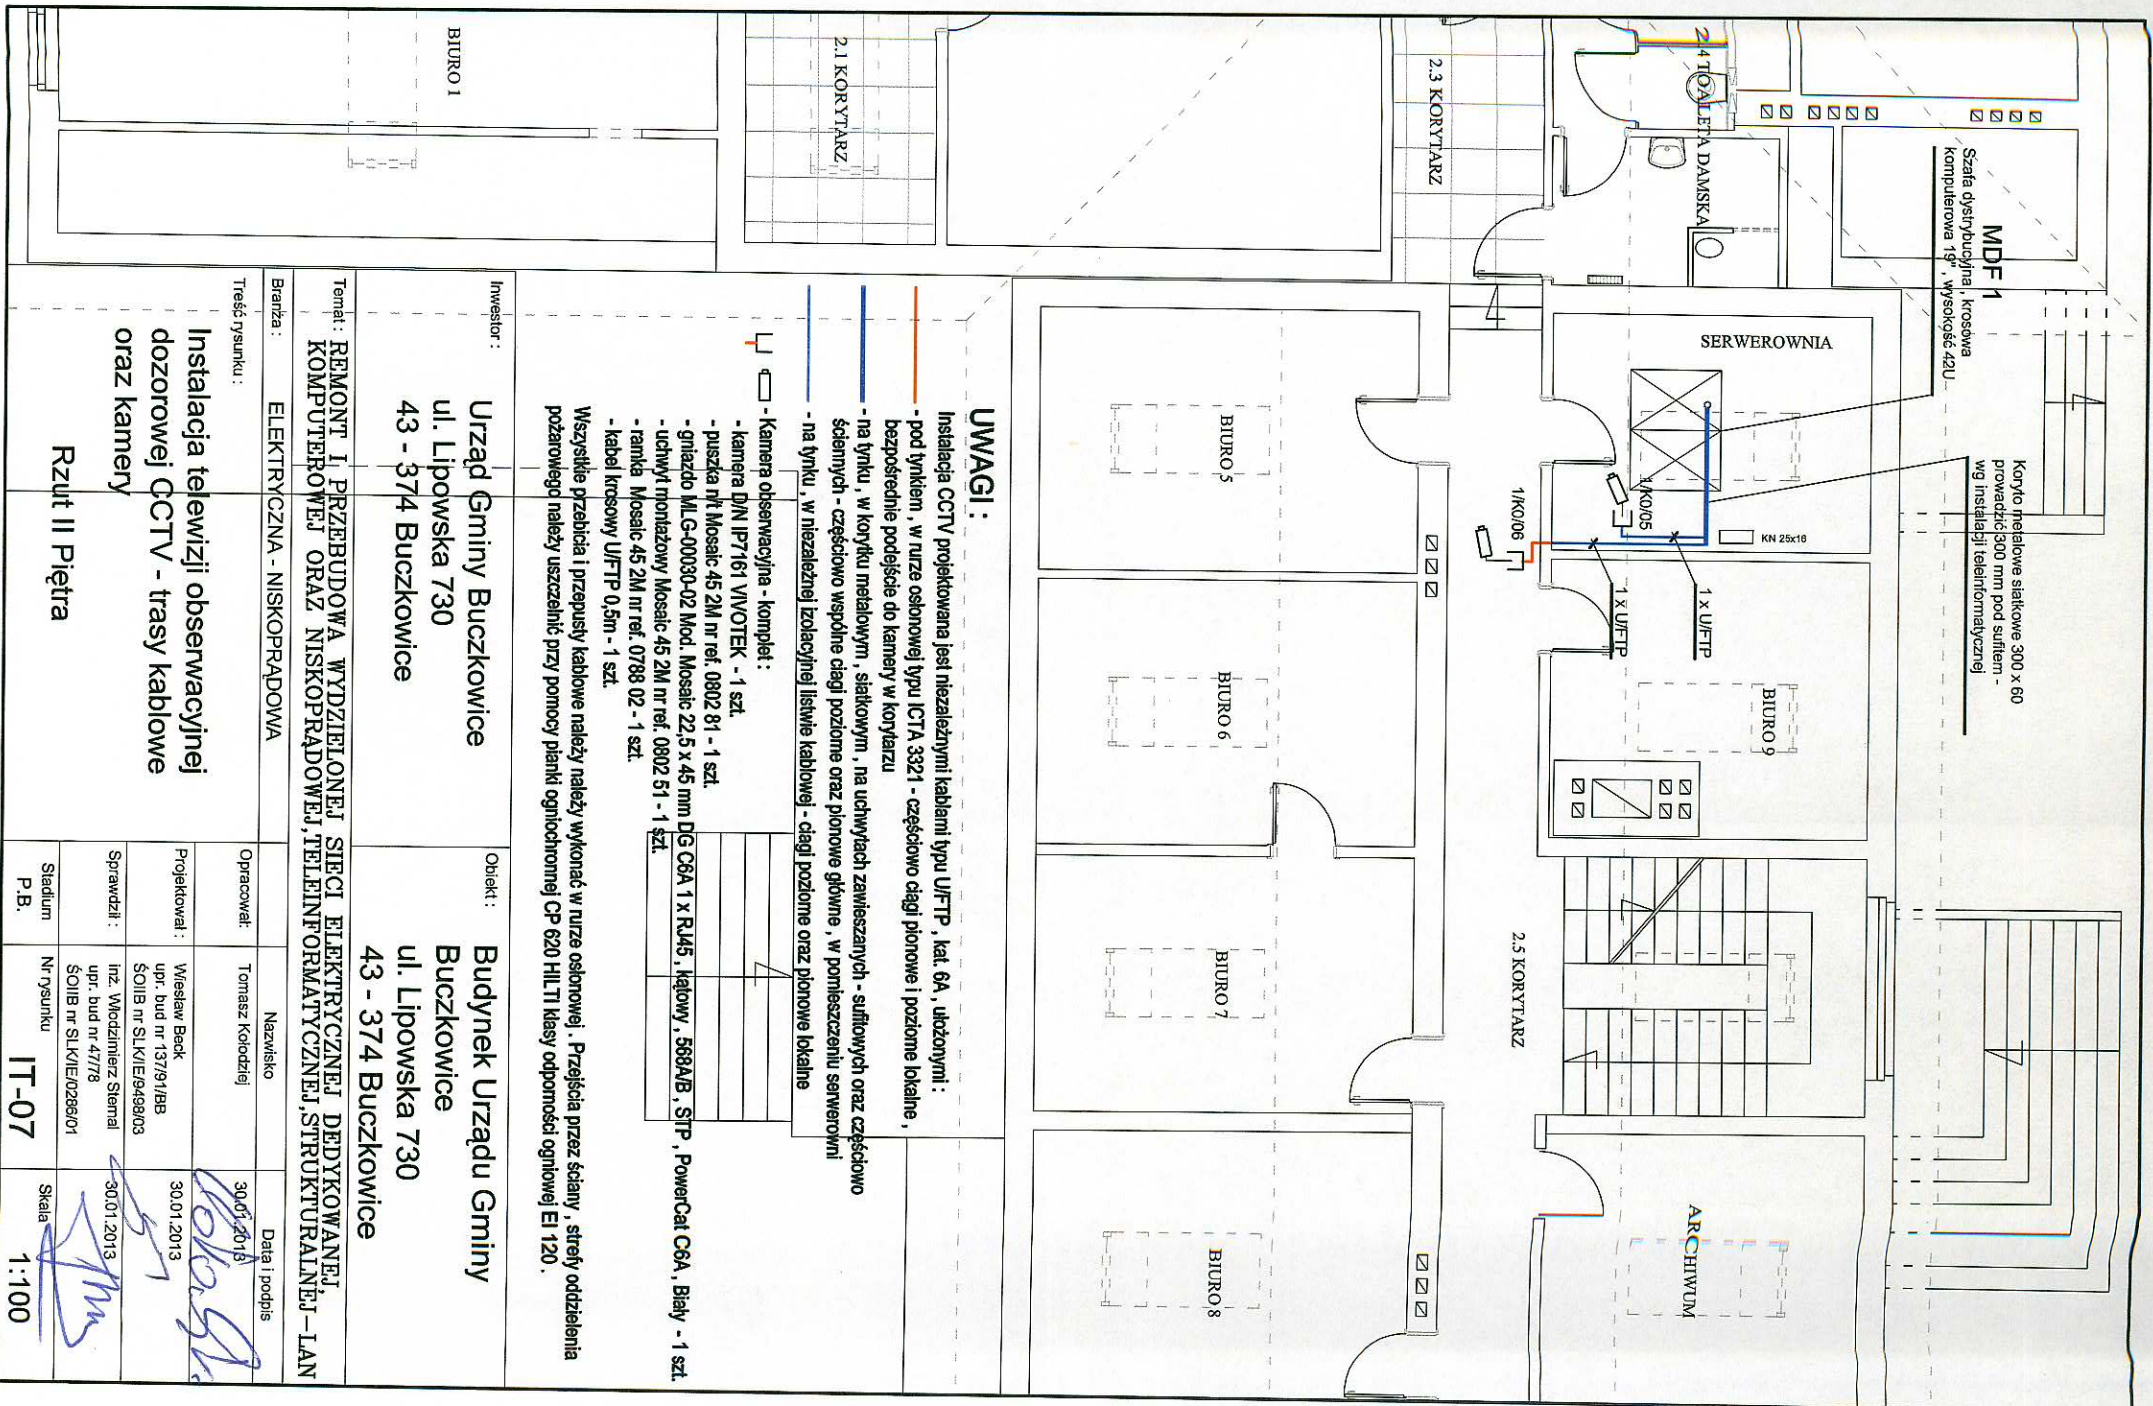 MDF 1
Szafa dystrybucyjna , krosowa
komputerowa 19" , wysokość 42U
Koryto metalowe siatkowe 300 x 60
prowadzić 300 mm pod sufitem -
wg instalacji teleinformatycznej
2.4 TOALETA DAMSKA
SERWEROWNIA
KN 25x16
1/K0/05
1/K0/06
1 x U/FTP
1 x U/FTP
BIURO 9
ARCHIWUM
2.3 KORYTARZ
2.5 KORYTARZ
BIURO 5
BIURO 6
BIURO 7
BIURO 8
2.1 KORYTARZ
BIURO 1
UWAGI :
Instalacja CCTV projektowana jest niezależnymi kablami typu U/FTP , kat. 6A , ułożonymi :
- pod tynkiem , w rurze osłonowej typu ICTA 3321 - częściowo ciągi pionowe i poziome lokalne ,
bezpośrednie podejście do kamery w korytarzu
- na tynku , w korytku metalowym , siatkowym , na uchwytach zawieszanych - sufitowych oraz częściowo
ściennych - częściowo wspólne ciągi poziome oraz pionowe główne , w pomieszczeniu serwerowni
- na tynku , w niezależnej izolacyjnej listwie kablowej - ciągi poziome oraz pionowe lokalne
- Kamera obserwacyjna - komplet :
- kamera D/N IP7161 VIVOTEK - 1 szt.
- puszka n/t Mosaic 45 2M nr ref. 0802 81 - 1 szt.
- gniazdo MLG-00030-02 Mod. Mosaic 22,5 x 45 mm DG C6A 1 x RJ45 , kątowy , 568A/B , STP , PowerCat C6A , Biały - 1 szt.
- uchwyt montażowy Mosaic 45 2M nr ref. 0802 51 - 1 szt.
- ramka Mosaic 45 2M nr ref. 0788 02 - 1 szt.
- kabel krosowy U/FTP 0,5m - 1 szt.
Wszystkie przebicia i przepusty kablowe należy należy wykonać w rurze osłonowej . Przejścia przez ściany , strefy oddzielenia
pożarowego należy uszczelnić przy pomocy pianki ogniochronnej CP 620 HILTI klasy odporności ogniowej EI 120 .
Inwestor :
Urząd Gminy Buczkowice
ul. Lipowska 730
43 - 374 Buczkowice
Obiekt :
Budynek Urzędu Gminy
Buczkowice
ul. Lipowska 730
43 - 374 Buczkowice
Temat : REMONT I PRZEBUDOWA WYDZIELONEJ SIECI ELEKTRYCZNEJ DEDYKOWANEJ,
KOMPUTEROWEJ ORAZ NISKOPRĄDOWEJ,TELEINFORMATYCZNEJ,STRUKTURALNEJ-LAN
Branża : ELEKTRYCZNA - NISKOPRĄDOWA
Treść rysunku :
Instalacja telewizji obserwacyjnej
dozorowej CCTV - trasy kablowe
oraz kamery
Rzut II Piętra
Nazwisko
Data i podpis
Opracował: Tomasz Kołodziej 30.01.2013
Projektował : Wiesław Beck
upr. bud nr 137/91/BB
ŚOIIB nr SLK/IE/9498/03
30.01.2013
Sprawdził : inż. Włodzimierz Stemal
upr. bud nr 47/78
ŚOIIB nr SLK/IE/0286/01
30.01.2013
Stadium
P.B.
Nr rysunku
IT-07
Skala
1:100